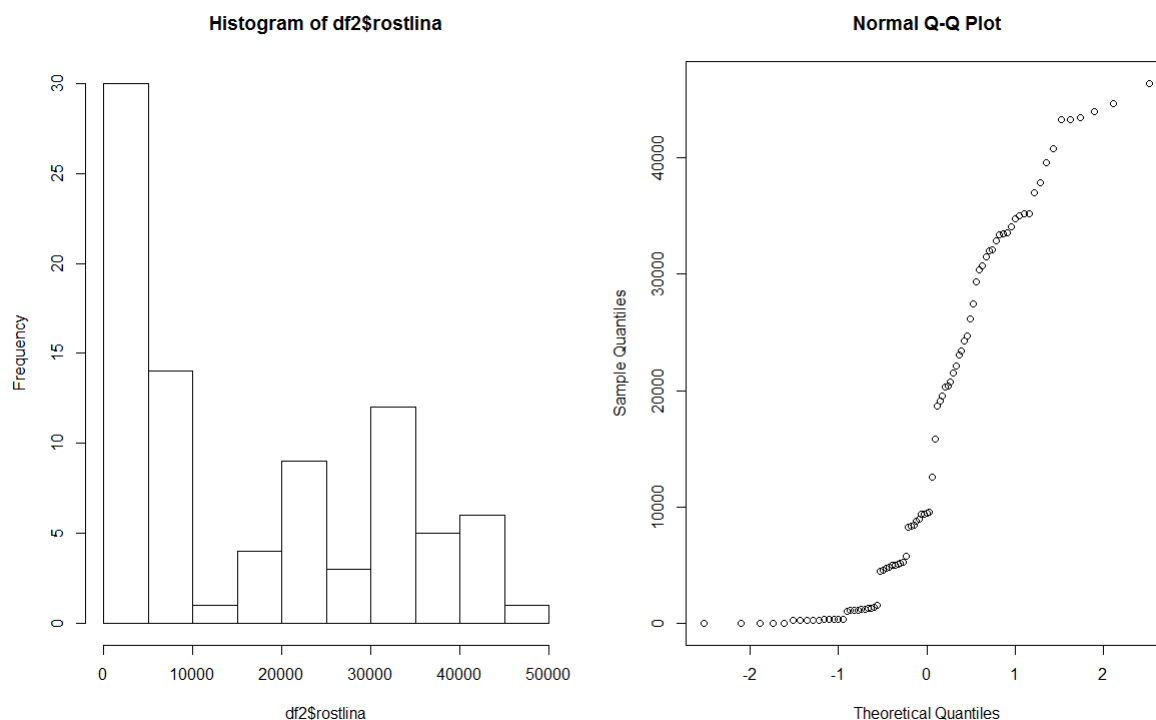 Histogram of df2$rostlina
Frequency
0
5
10
15
20
25
30
0 10000 20000 30000 40000 50000
df2$rostlina
Normal Q-Q Plot
Sample Quantiles
0
10000
20000
30000
40000
-2 -1 0 1 2
Theoretical Quantiles